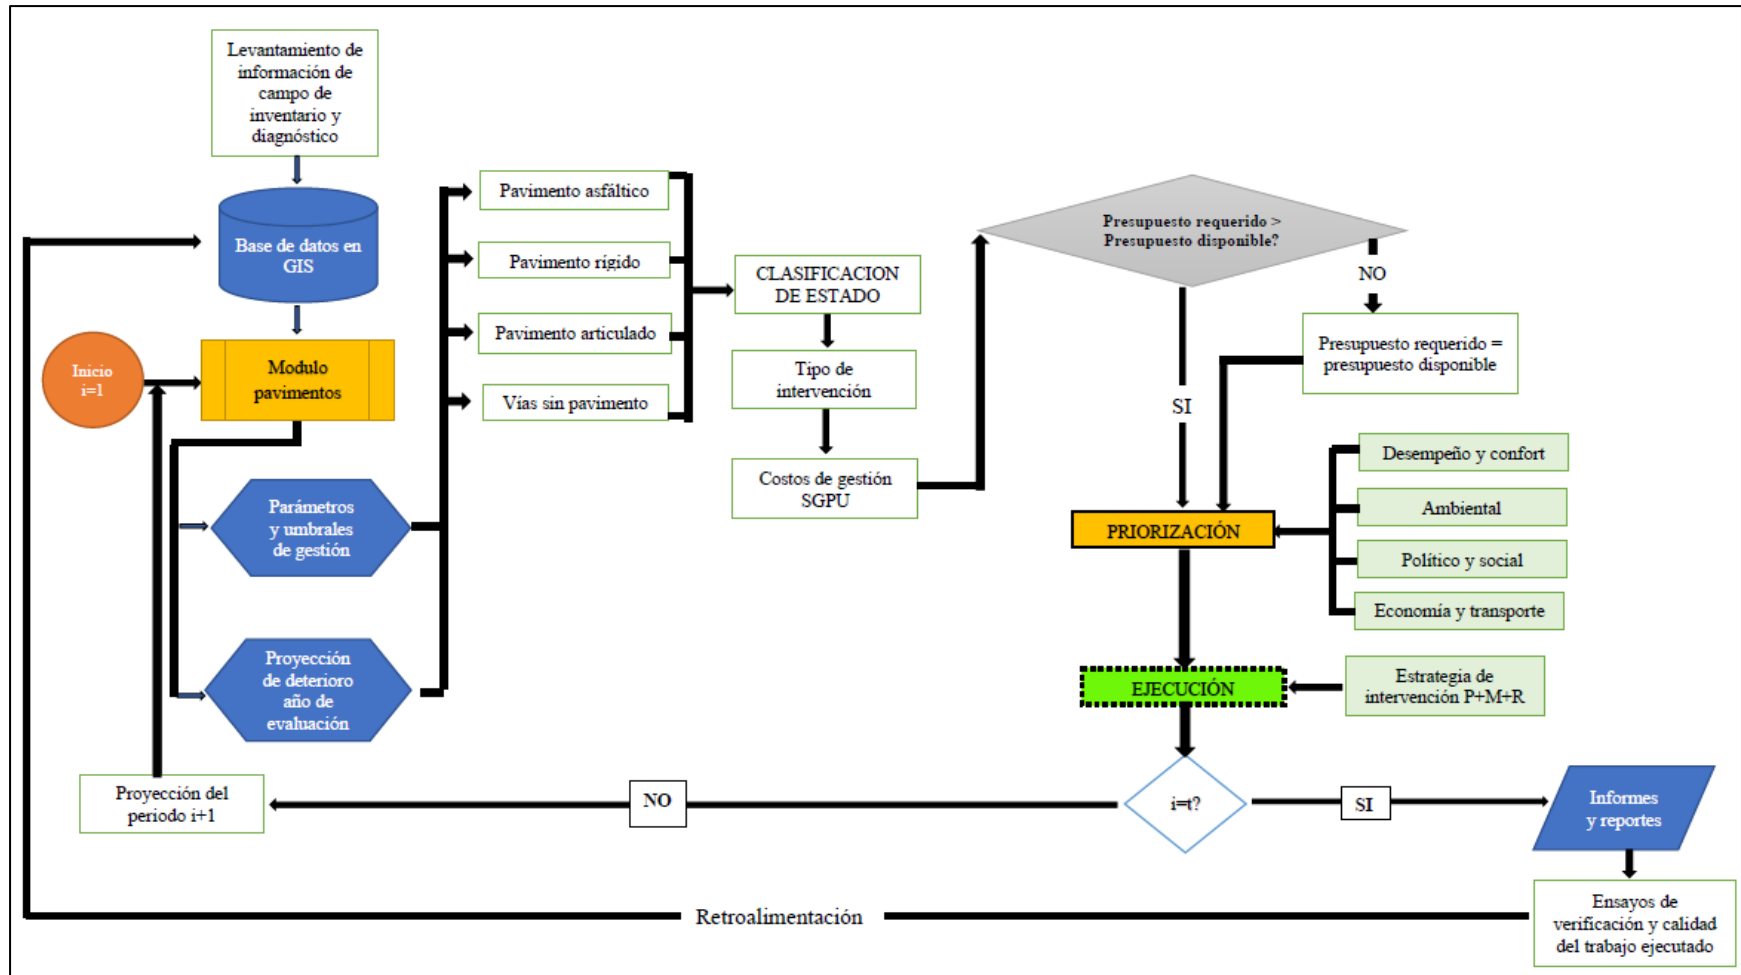 Levantamiento de
información de
campo de
inventario y
diagnóstico
Base de datos en
GIS
Inicio
i=1
Modulo
pavimentos
Parámetros
y umbrales
de gestión
Proyección
de deterioro
año de
evaluación
Proyección del
periodo i+1
Pavimento asfáltico
Pavimento rígido
Pavimento articulado
Vías sin pavimento
CLASIFICACION
DE ESTADO
Tipo de
intervención
Costos de gestión
SGPU
Presupuesto requerido >
Presupuesto disponible?
NO
Presupuesto requerido =
presupuesto disponible
SI
PRIORIZACIÓN
Desempeño y confort
Ambiental
Político y social
Economía y transporte
EJECUCIÓN
Estrategia de
intervención P+M+R
i=t?
NO
SI
Informes
y reportes
Ensayos de
verificación y calidad
del trabajo ejecutado
Retroalimentación